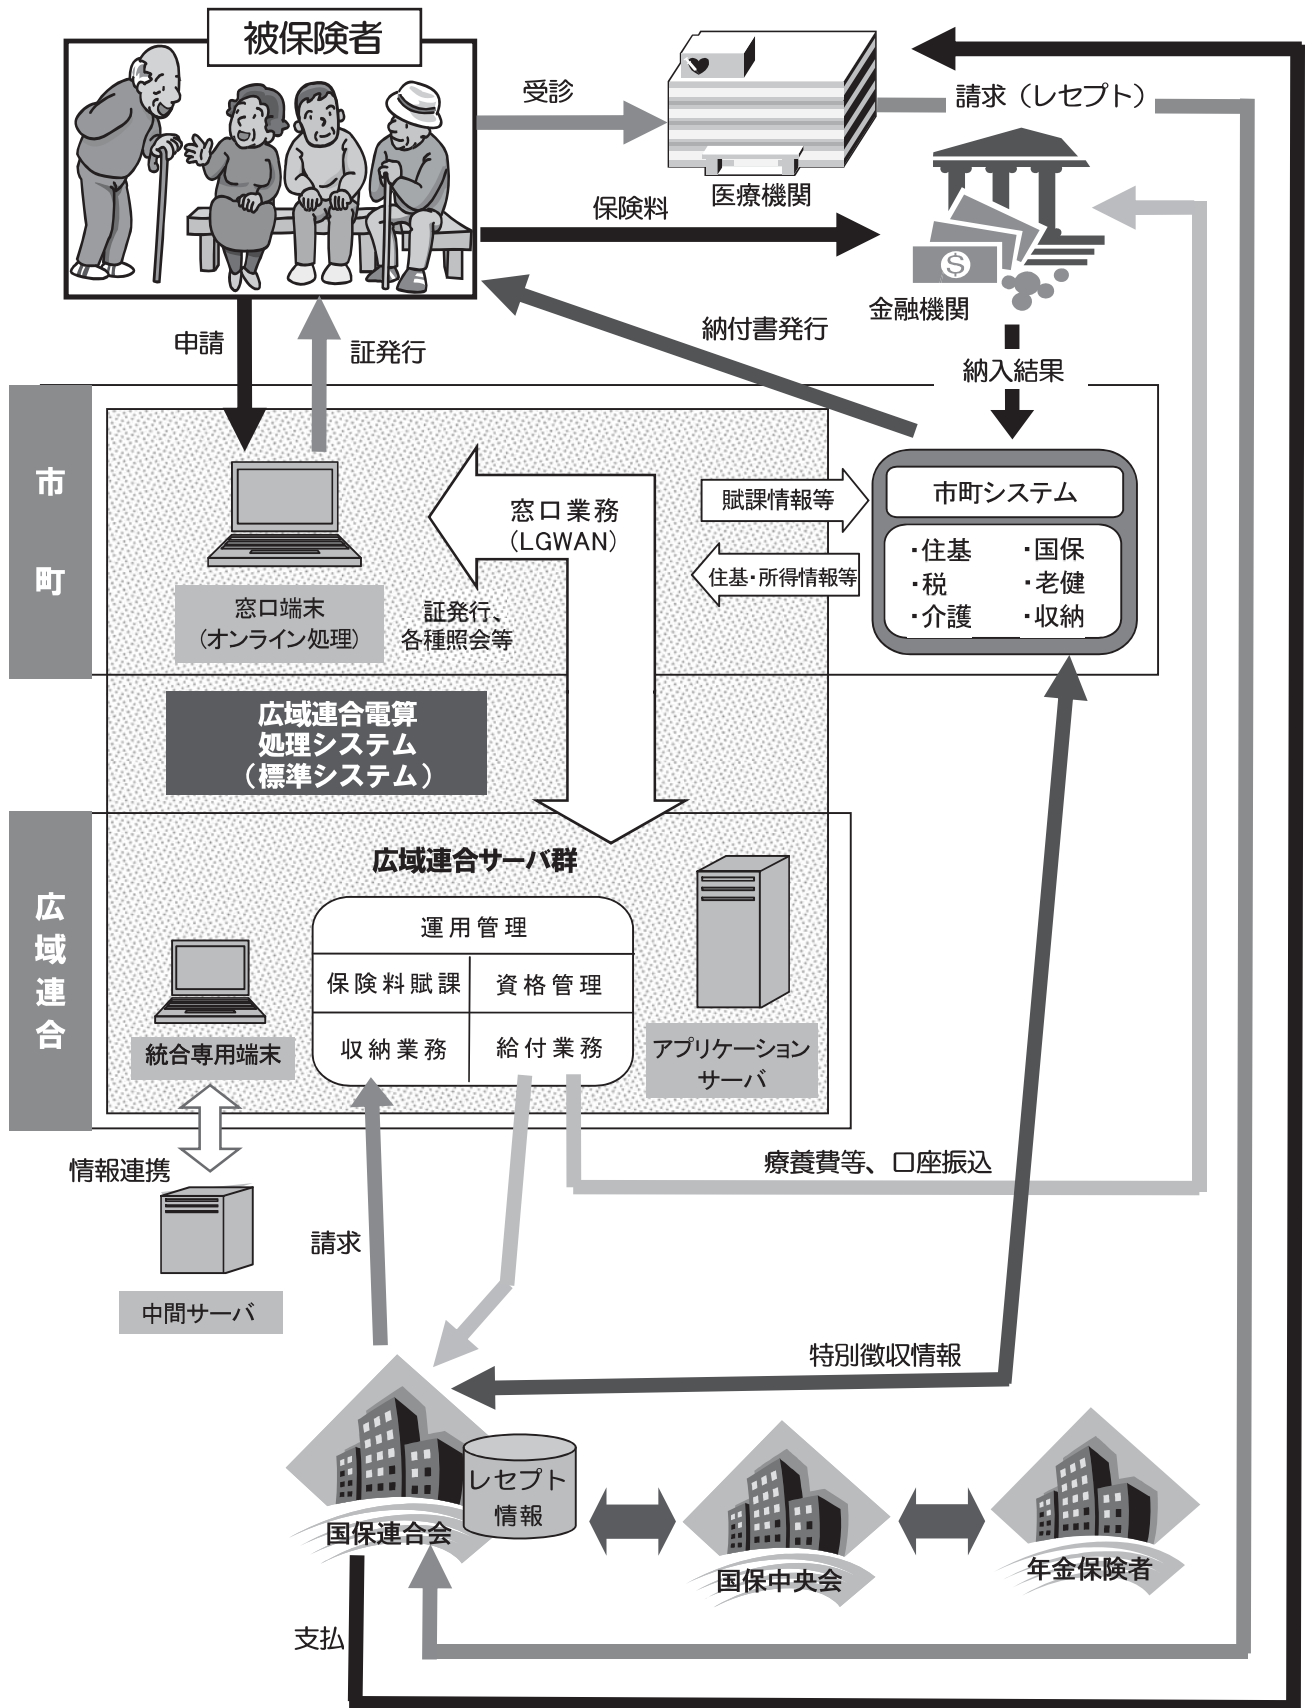 被保険者
受診
請求（レセプト）
医療機関
保険料
金融機関
申請
証発行
納付書発行
納入結果
市町
窓口業務
(LGWAN)
賦課情報等
住基・所得情報等
市町システム
・住基
・国保
・税
・老健
・介護
・収納
窓口端末
(オンライン処理)
証発行、
各種照会等
広域連合電算
処理システム
（標準システム）
広域連合
広域連合サーバ群
運用管理
保険料賦課
資格管理
収納業務
給付業務
統合専用端末
アプリケーション
サーバ
情報連携
療養費等、口座振込
請求
中間サーバ
特別徴収情報
レセプト
情報
国保連合会
国保中央会
年金保険者
支払
$